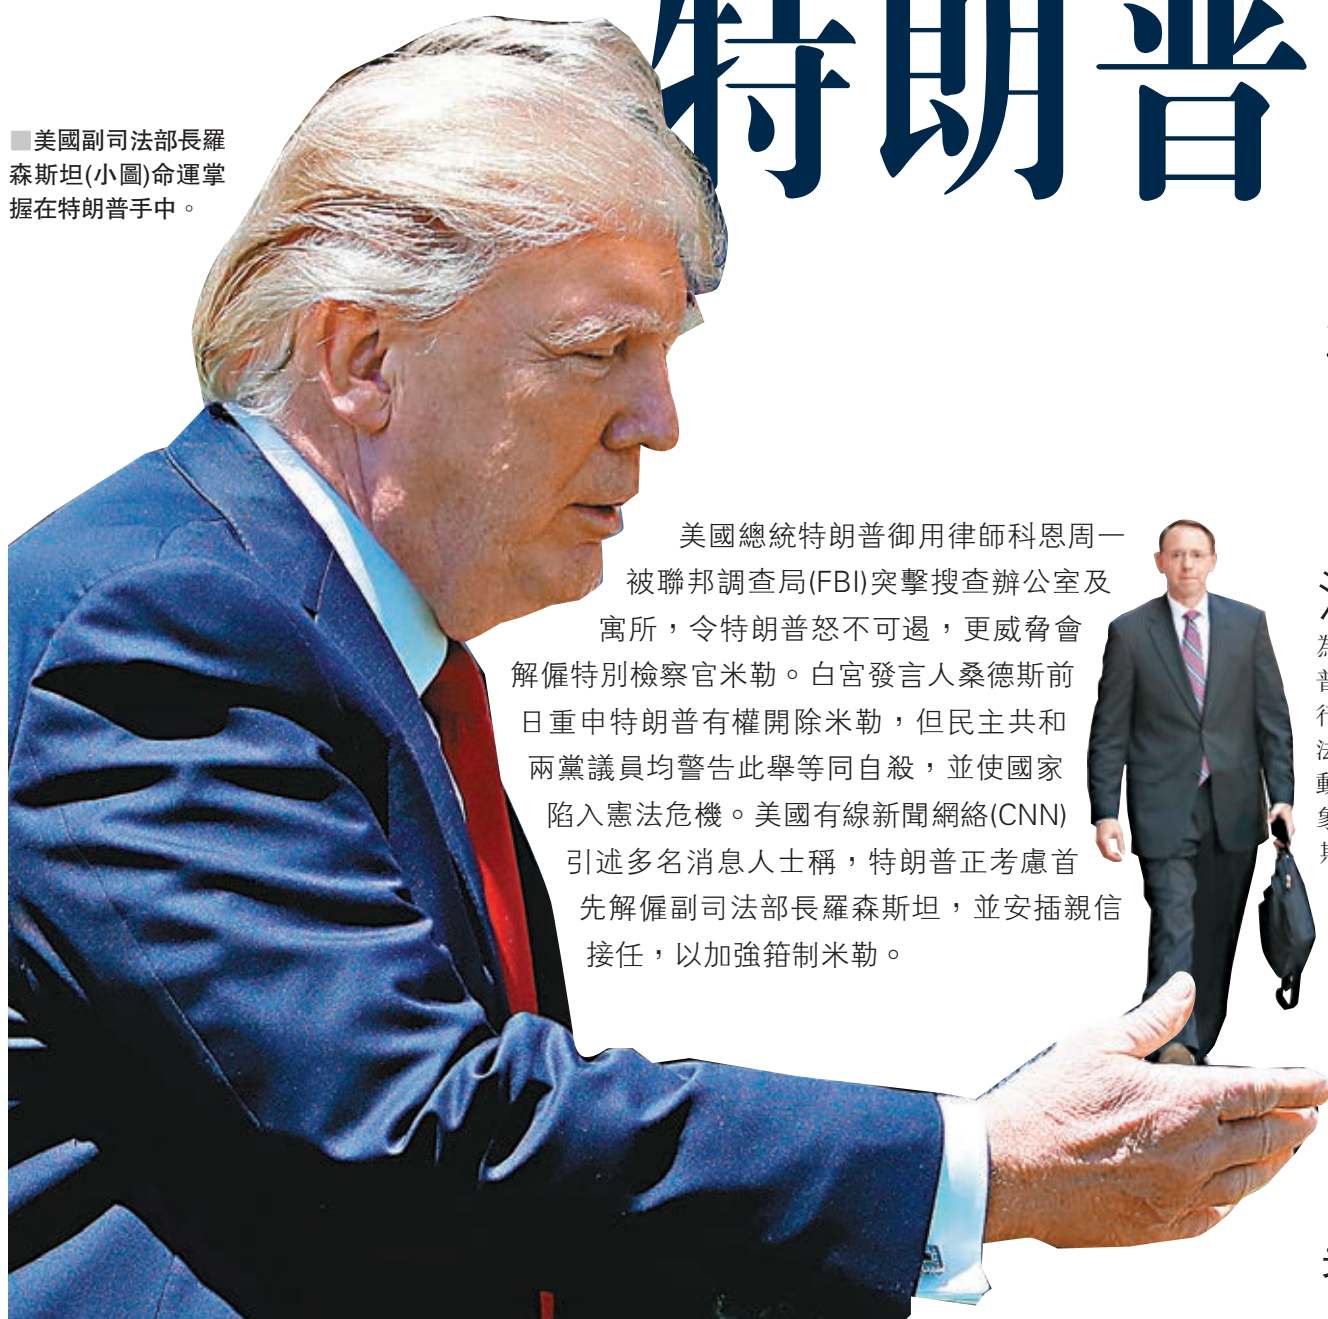 特朗普
■美國副司法部長羅
森斯坦(小圖)命運掌
握在特朗普手中。
美國總統特朗普御用律師科恩周一
被聯邦調查局(FBI)突擊搜查辦公室及
寓所，令特朗普怒不可遏，更威脅會
解僱特別檢察官米勒。白宮發言人桑德斯前
日重申特朗普有權開除米勒，但民主共和
兩黨議員均警告此舉等同自殺，並使國家
陷入憲法危機。美國有線新聞網絡(CNN)
引述多名消息人士稱，特朗普正考慮首
先解僱副司法部長羅森斯坦，並安插親信
接任，以加強箝制米勒。
為
普
行
法
動